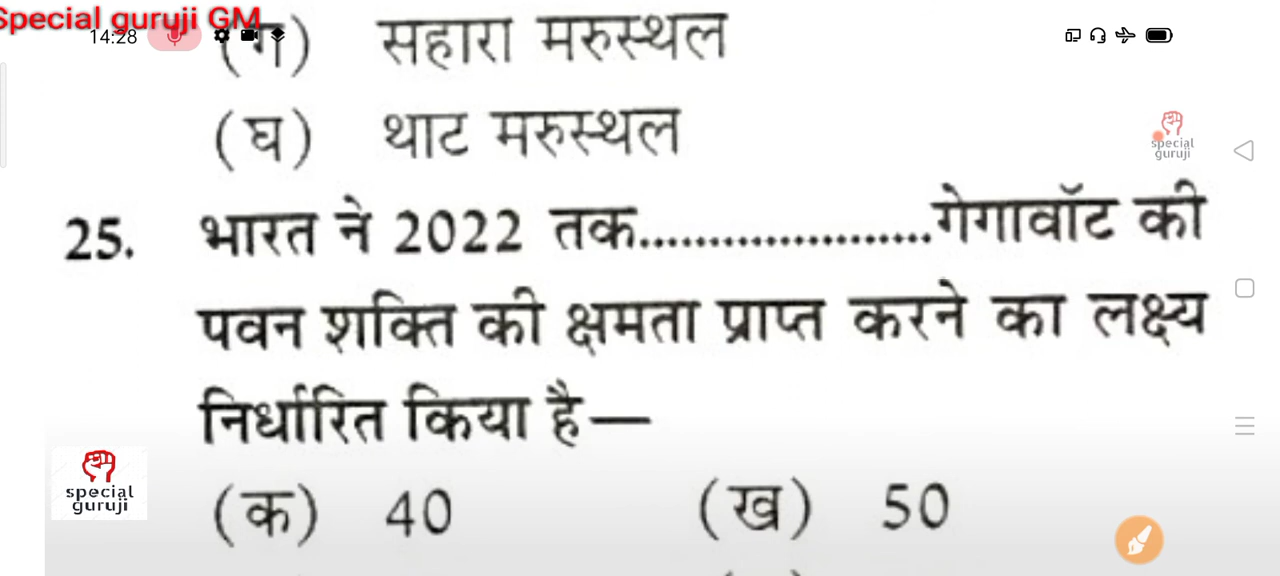 Special guruji GM
14:28
(ग) सहारा मरुस्थल
(घ) थाट मरुस्थल
special
guruji
25. भारत ने 2022 तक.....................गेगावॉट की
पवन शक्ति की क्षमता प्राप्त करने का लक्ष्य
निर्धारित किया है—
special
guruji
(क) 40 (ख) 50